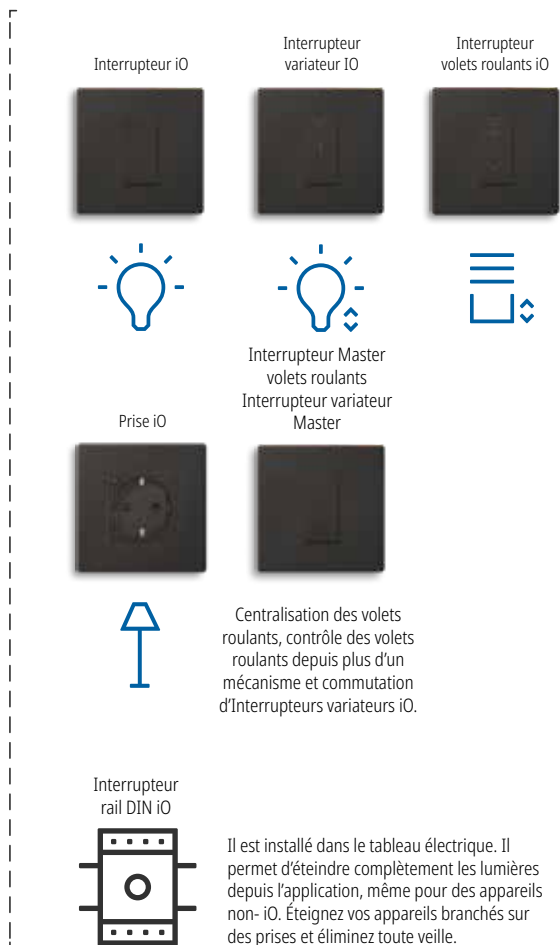 Interrupteur iO
Interrupteur
variateur IO
Interrupteur
volets roulants iO
Interrupteur Master
volets roulants
Interrupteur variateur
Master
Prise iO
Centralisation des volets
roulants, contrôle des volets
roulants depuis plus d'un
mécanisme et commutation
d'Interrupteurs variateurs iO.
Interrupteur
rail DIN iO
Il est installé dans le tableau électrique. Il
permet d'éteindre complètement les lumières
depuis l'application, même pour des appareils
non- iO. Éteignez vos appareils branchés sur
des prises et éliminez toute veille.